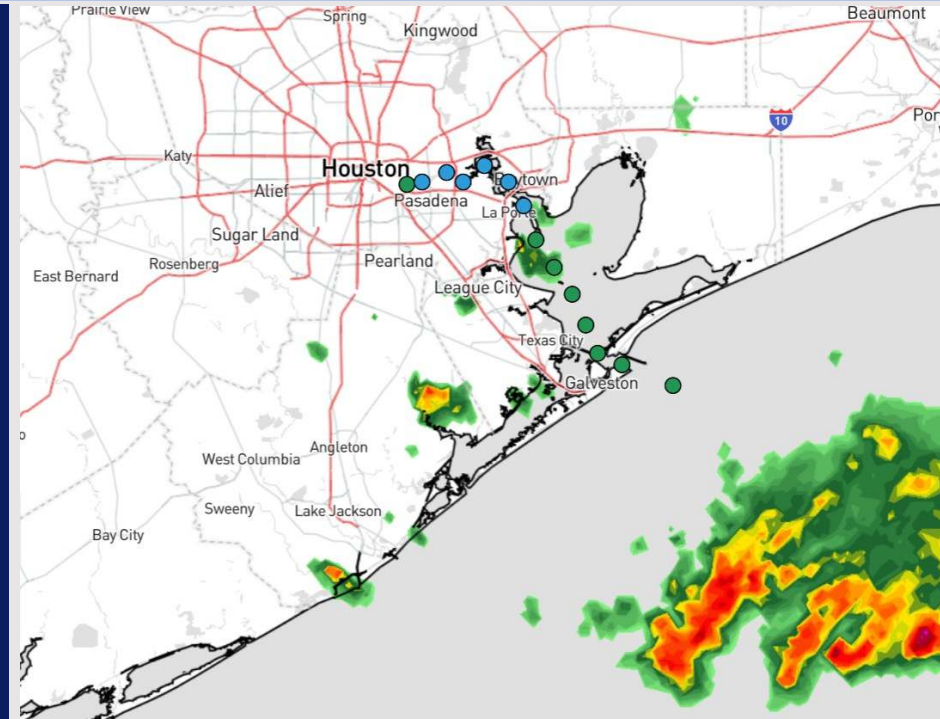 Prairie View
Spring
Kingwood
Beaumont
10
Katy
Houston
Alief
Pasadena
Baytown
La Porte
Sugar Land
Rosenberg
Pearland
East Bernard
League City
Texas City
Galveston
Angleton
West Columbia
Sweeny
Lake Jackson
Bay City